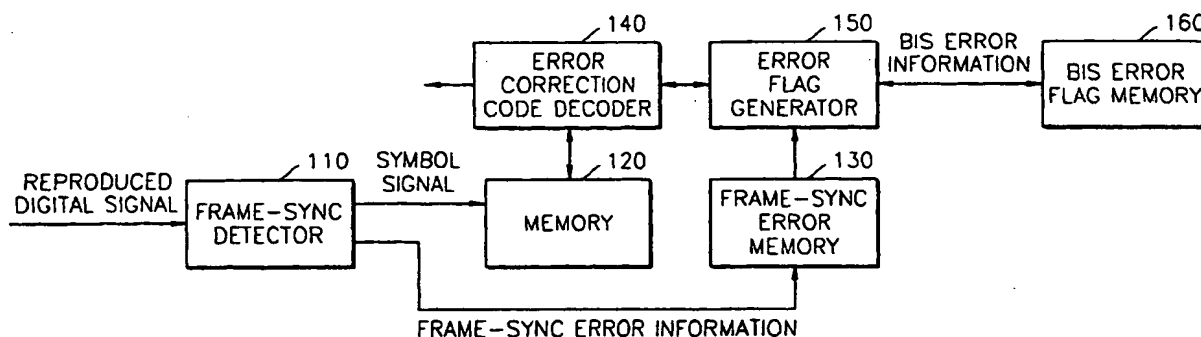 140
ERROR
CORRECTION
CODE DECODER
150
ERROR
FLAG
GENERATOR
BIS ERROR
INFORMATION
160
BIS ERROR
FLAG MEMORY
REPRODUCED
DIGITAL SIGNAL
110
FRAME-SYNC
DETECTOR
SYMBOL
SIGNAL
120
MEMORY
130
FRAME-SYNC
ERROR
MEMORY
FRAME-SYNC ERROR INFORMATION